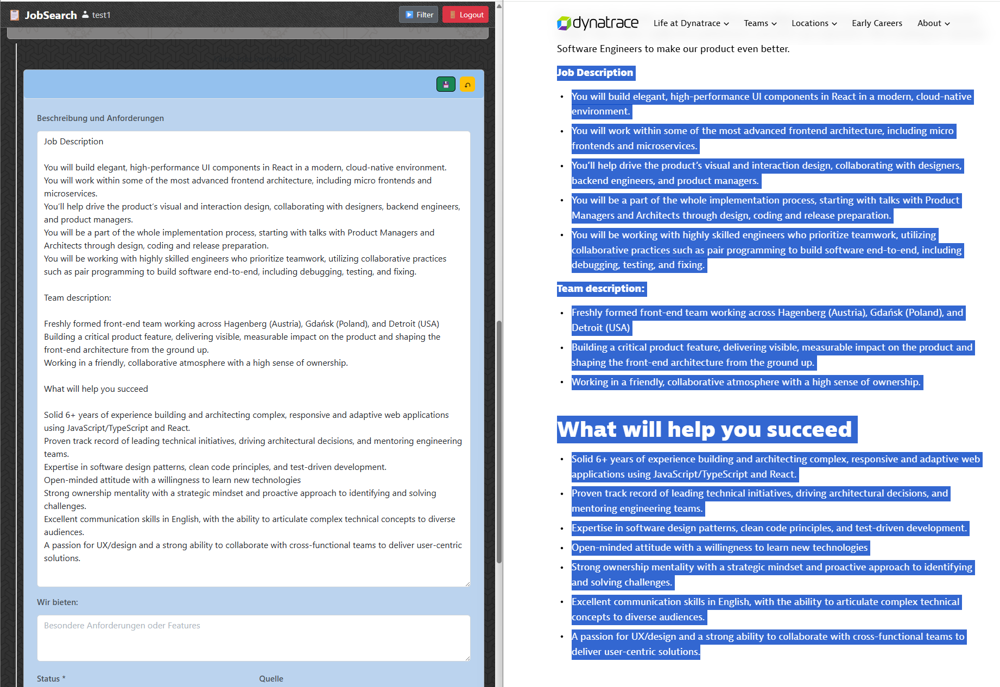 JobSearch test1
Filter
Logout
Beschreibung und Anforderungen
Job Description
You will build elegant, high-performance UI components in React in a modern, cloud-native environment.
You will work within some of the most advanced frontend architecture, including micro frontends and
microservices.
You’ll help drive the product’s visual and interaction design, collaborating with designers, backend engineers,
and product managers.
You will be a part of the whole implementation process, starting with talks with Product Managers and
Architects through design, coding and release preparation.
You will be working with highly skilled engineers who prioritize teamwork, utilizing collaborative practices
such as pair programming to build software end-to-end, including debugging, testing, and fixing.
Team description:
Freshly formed front-end team working across Hagenberg (Austria), Gdańsk (Poland), and Detroit (USA)
Building a critical product feature, delivering visible, measurable impact on the product and shaping the
front-end architecture from the ground up.
Working in a friendly, collaborative atmosphere with a high sense of ownership.
What will help you succeed
Solid 6+ years of experience building and architecting complex, responsive and adaptive web applications
using JavaScript/TypeScript and React.
Proven track record of leading technical initiatives, driving architectural decisions, and mentoring engineering
teams.
Expertise in software design patterns, clean code principles, and test-driven development.
Open-minded attitude with a willingness to learn new technologies
Strong ownership mentality with a strategic mindset and proactive approach to identifying and solving
challenges.
Excellent communication skills in English, with the ability to articulate complex technical concepts to diverse
audiences.
A passion for UX/design and a strong ability to collaborate with cross-functional teams to deliver user-centric
solutions.
Wir bieten:
Besondere Anforderungen oder Features
Status *
Quelle
dynatrace
Life at Dynatrace
Teams
Locations
Early Careers
About
Software Engineers to make our product even better.
Job Description
• You will build elegant, high-performance UI components in React in a modern, cloud-native
environment.
• You will work within some of the most advanced frontend architecture, including micro
frontends and microservices.
• You’ll help drive the product’s visual and interaction design, collaborating with designers,
backend engineers, and product managers.
• You will be a part of the whole implementation process, starting with talks with Product
Managers and Architects through design, coding and release preparation.
• You will be working with highly skilled engineers who prioritize teamwork, utilizing
collaborative practices such as pair programming to build software end-to-end, including
debugging, testing, and fixing.
Team description:
• Freshly formed front-end team working across Hagenberg (Austria), Gdańsk (Poland), and
Detroit (USA)
• Building a critical product feature, delivering visible, measurable impact on the product and
shaping the front-end architecture from the ground up.
• Working in a friendly, collaborative atmosphere with a high sense of ownership.
What will help you succeed
• Solid 6+ years of experience building and architecting complex, responsive and adaptive web
applications using JavaScript/TypeScript and React.
• Proven track record of leading technical initiatives, driving architectural decisions, and
mentoring engineering teams.
• Expertise in software design patterns, clean code principles, and test-driven development.
• Open-minded attitude with a willingness to learn new technologies
• Strong ownership mentality with a strategic mindset and proactive approach to identifying
and solving challenges.
• Excellent communication skills in English, with the ability to articulate complex technical
concepts to diverse audiences.
• A passion for UX/design and a strong ability to collaborate with cross-functional teams to
deliver user-centric solutions.